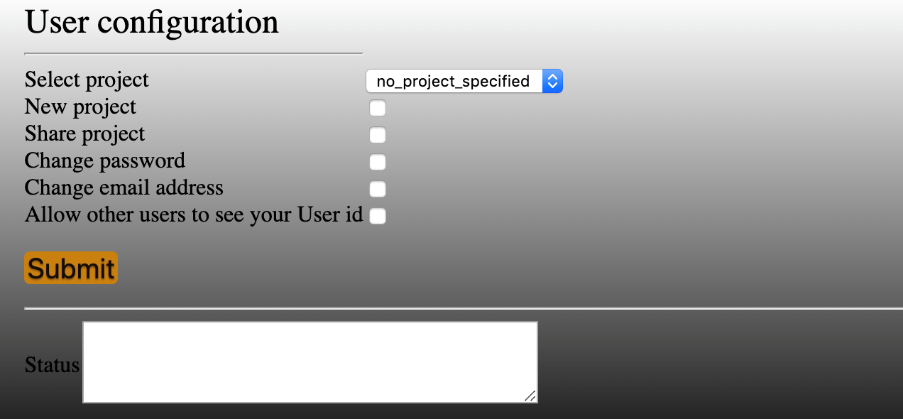 User configuration
Select project no_project_specified
New project
Share project
Change password
Change email address
Allow other users to see your User id
Submit
Status